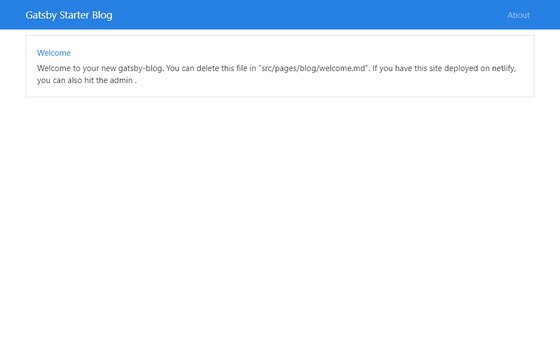 Gatsby Starter Blog
About
Welcome
Welcome to your new gatsby-blog. You can delete this file in "src/pages/blog/welcome.md". If you have this site deployed on netlify,
you can also hit the admin .